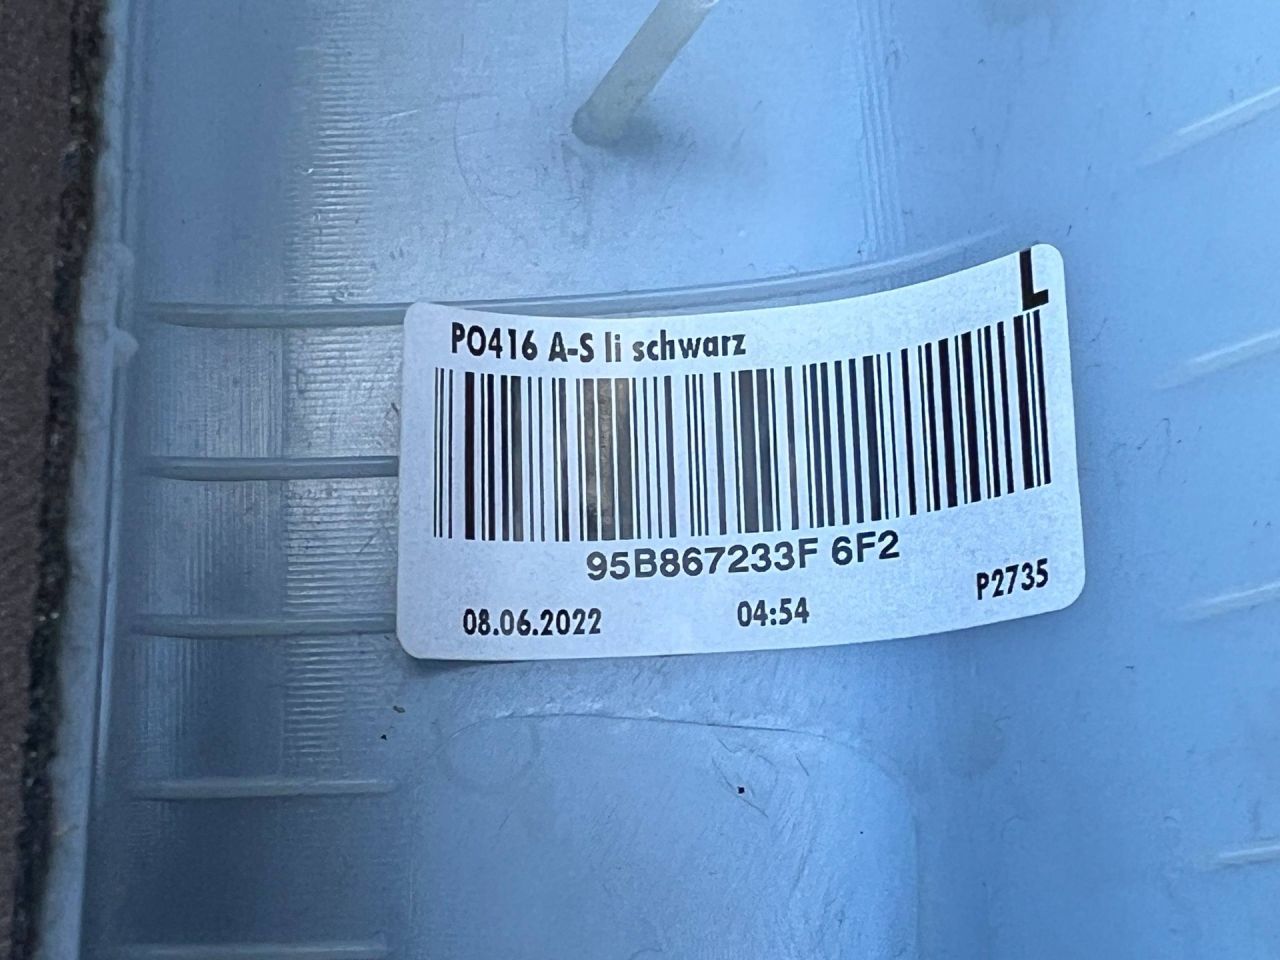 L
PO416 A-S li schwarz
95B867233F 6F2
08.06.2022 04:54 P2735